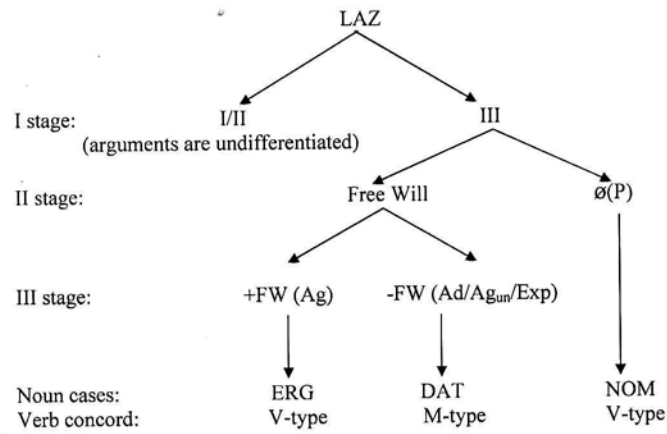 LAZ
I stage: I/II III
(arguments are undifferentiated)
II stage: Free Will ø(P)
III stage: +FW (Ag) -FW (Ad/Agun/Exp)
Noun cases: ERG DAT NOM
Verb concord: V-type M-type V-type